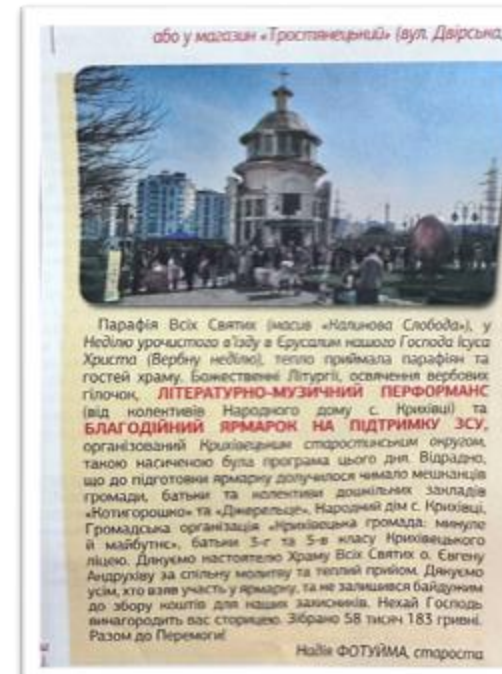 або у магазин «Тростянецький» (вул. Двірська,
Парафія Всіх Святих (масив «Калинова Слобода»), у
Неділю урочистого в'їзду в Єрусалим нашого Господа Ісуса
Христа (Вербну неділю), тепло приймала парафіян та
гостей храму. Божественні Літургії, освячення вербових
гілочок, ЛІТЕРАТУРНО-МУЗИЧНИЙ ПЕРФОРМАНС
(від колективів Народного дому с. Крихівці) та
БЛАГОДІЙНИЙ ЯРМАРОК НА ПІДТРИМКУ ЗСУ,
організований Крихівецьким старостинським округом,
такою насиченою була програма цього дня. Відрадно,
що до підготовки ярмарку долучилося чимало мешканців
громади, батьки та колективи дошкільних закладів
«Котигорошко» та «Джерельце», Народний дім с. Крихівці,
Громадська організація «Крихівецька громада: минуле
й майбутнє», батьки 3-г та 5-в класу Крихівецького
ліцею. Дякуємо настоятелю Храму Всіх Святих о. Євгену
Андрухіву за спільну молитву та теплий прийом. Дякуємо
усім, хто взяв участь у ярмарку, та не залишився байдужим
до збору коштів для наших захисників. Нехай Господь
винагородить вас сторицею. Зібрано 58 тисяч 183 гривні.
Разом до Перемоги!
Надія ФОТУЙМА, староста